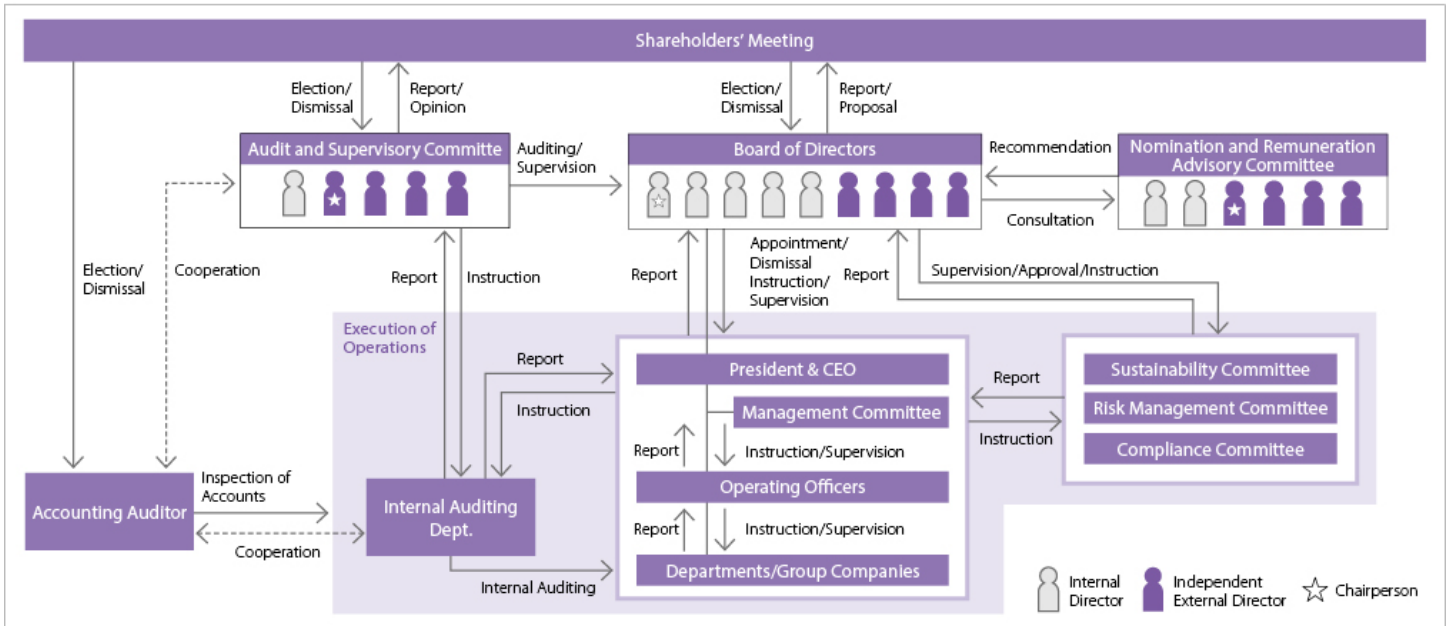 Shareholders' Meeting
Election/
Dismissal
Report/
Opinion
Election/
Dismissal
Report/
Proposal
Audit and Supervisory Committe
Auditing/
Supervision
Board of Directors
Recommendation
Nomination and Remuneration
Advisory Committee
Consultation
Election/
Dismissal
Cooperation
Report
Instruction
Report
Appointment/
Dismissal
Instruction/
Supervision
Report
Supervision/Approval/Instruction
Execution of
Operations
Report
Instruction
President & CEO
Management Committee
Report
Instruction/Supervision
Operating Officers
Report
Instruction/Supervision
Departments/Group Companies
Report
Instruction
Sustainability Committee
Risk Management Committee
Compliance Committee
Accounting Auditor
Inspection of
Accounts
Cooperation
Internal Auditing
Dept.
Internal Auditing
Internal
Director
Independent
External Director
Chairperson